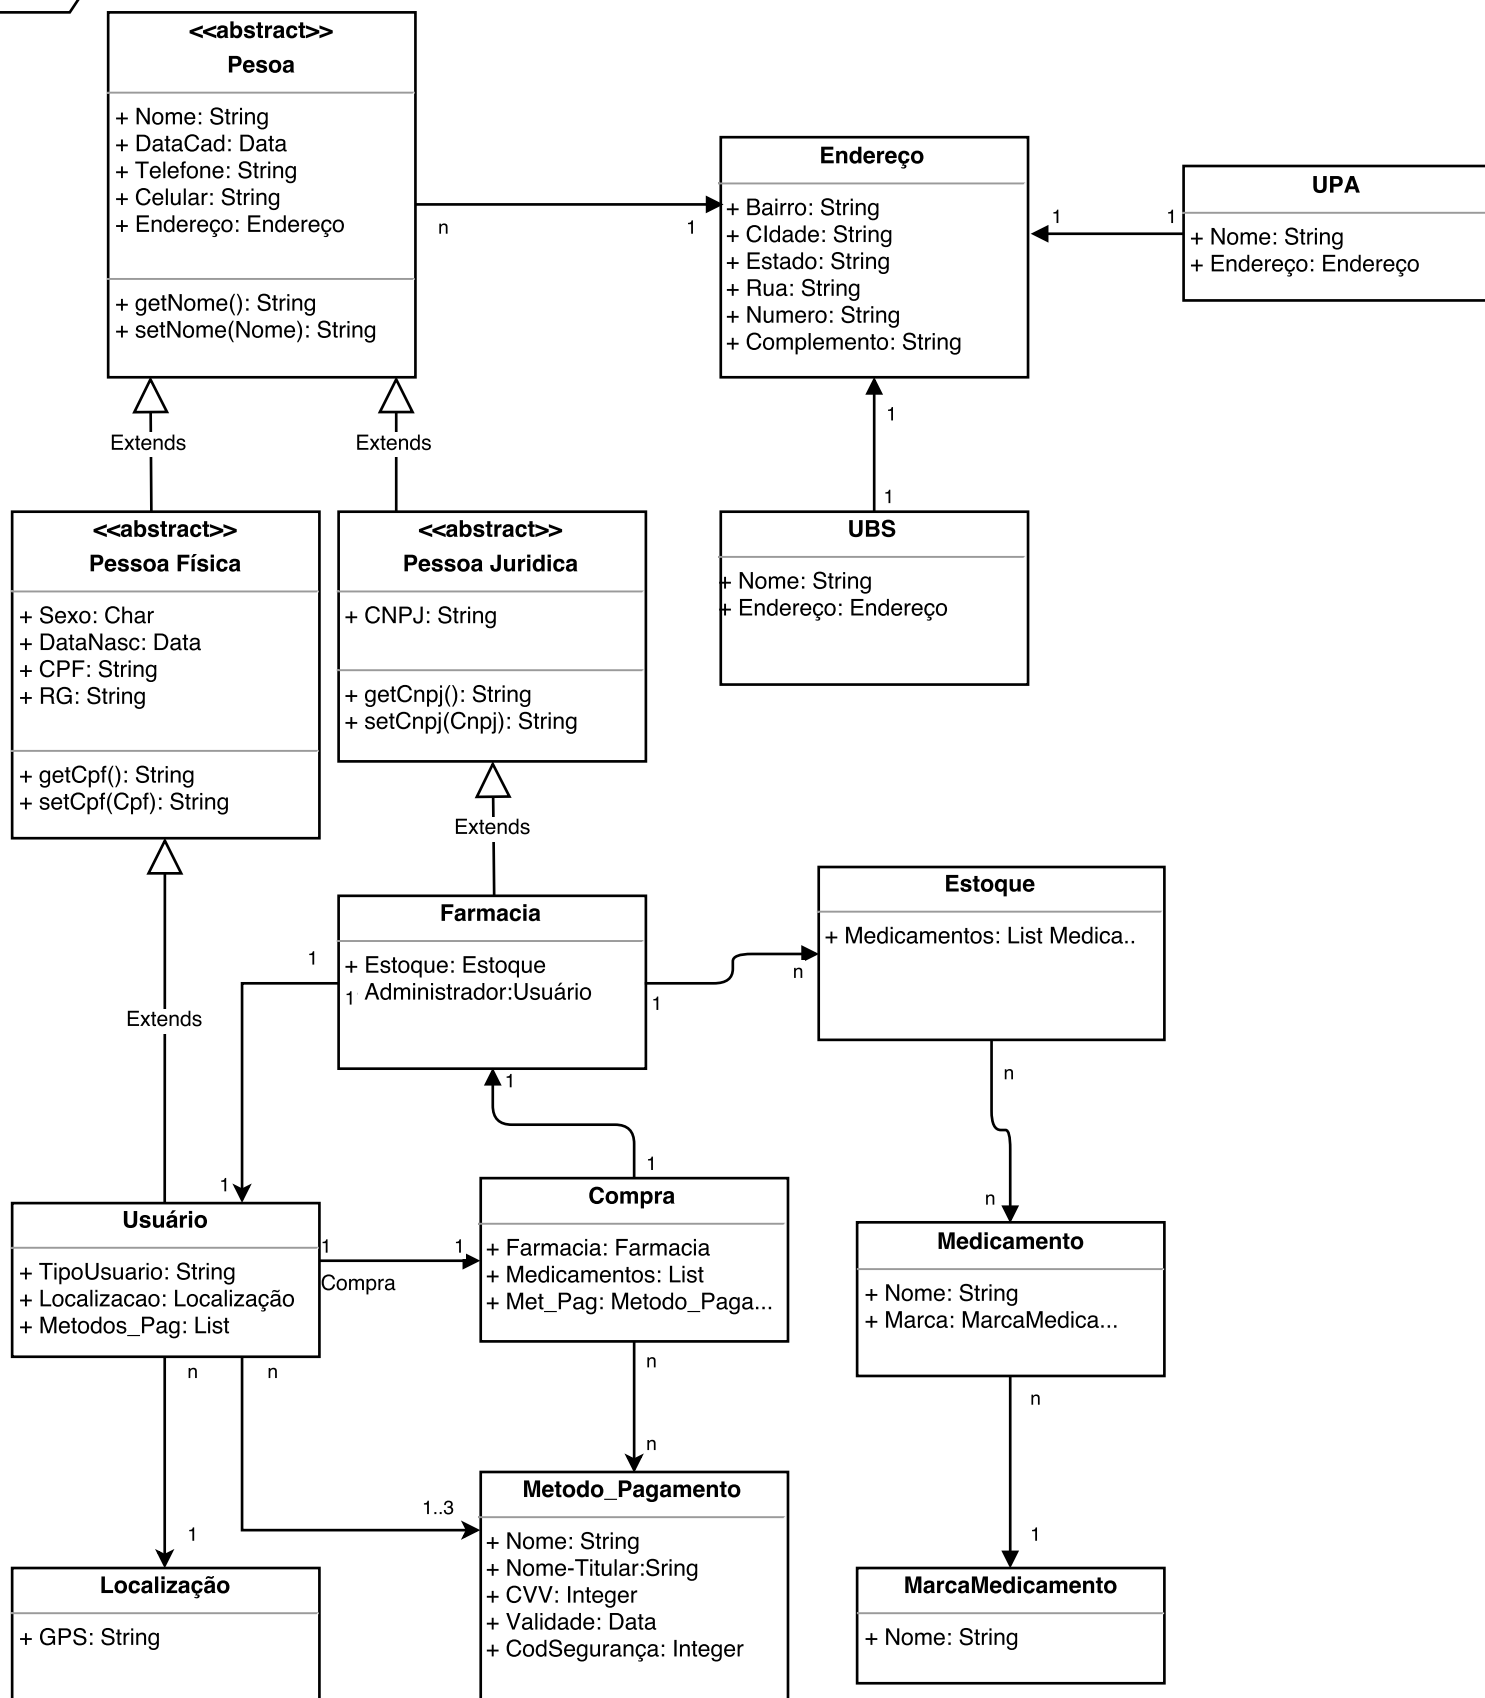 <<abstract>>
Pesoa
+ Nome: String
+ DataCad: Data
+ Telefone: String
+ Celular: String
+ Endereço: Endereço
+ getNome(): String
+ setNome(Nome): String
n
1
Endereço
+ Bairro: String
+ CIdade: String
+ Estado: String
+ Rua: String
+ Numero: String
+ Complemento: String
1
1
UPA
+ Nome: String
+ Endereço: Endereço
Extends
Extends
1
1
<<abstract>>
Pessoa Física
+ Sexo: Char
+ DataNasc: Data
+ CPF: String
+ RG: String
+ getCpf(): String
+ setCpf(Cpf): String
<<abstract>>
Pessoa Juridica
+ CNPJ: String
+ getCnpj(): String
+ setCnpj(Cnpj): String
UBS
+ Nome: String
+ Endereço: Endereço
Extends
Extends
Farmacia
+ Estoque: Estoque
Administrador:Usuário
1
1
1
n
Estoque
+ Medicamentos: List Medica..
1
1
1
n
n
Usuário
+ TipoUsuario: String
+ Localizacao: Localização
+ Metodos_Pag: List
1
1
Compra
Compra
+ Farmacia: Farmacia
+ Medicamentos: List
+ Met_Pag: Metodo_Paga...
Medicamento
+ Nome: String
+ Marca: MarcaMedica...
n
n
n
n
n
1
1..3
1
Localização
+ GPS: String
Metodo_Pagamento
+ Nome: String
+ Nome-Titular:Sring
+ CVV: Integer
+ Validade: Data
+ CodSegurança: Integer
MarcaMedicamento
+ Nome: String